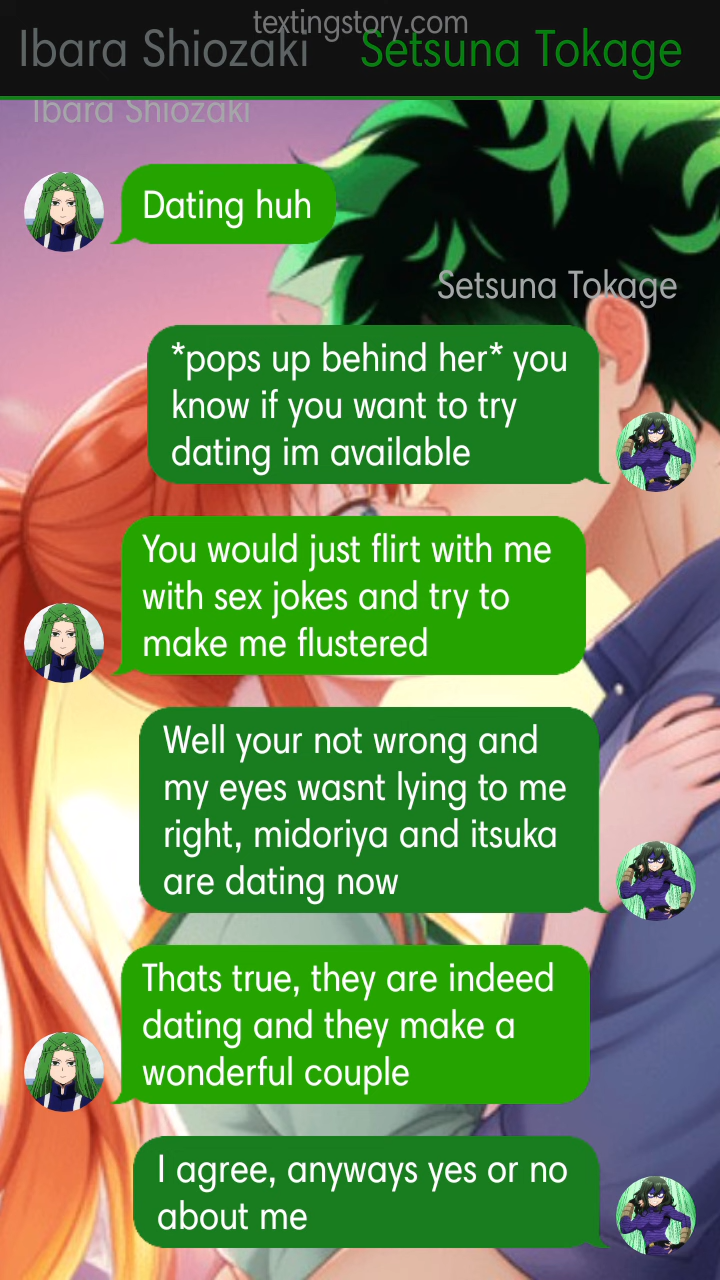 textingstory.com
Ibara Shiozaki Setsuna Tokage
Ibara Shiozaki
Dating huh
Setsuna Tokage
*pops up behind her* you
know if you want to try
dating im available
You would just flirt with me
with sex jokes and try to
make me flustered
Well your not wrong and
my eyes wasnt lying to me
right, midoriya and itsuka
are dating now
Thats true, they are indeed
dating and they make a
wonderful couple
I agree, anyways yes or no
about me